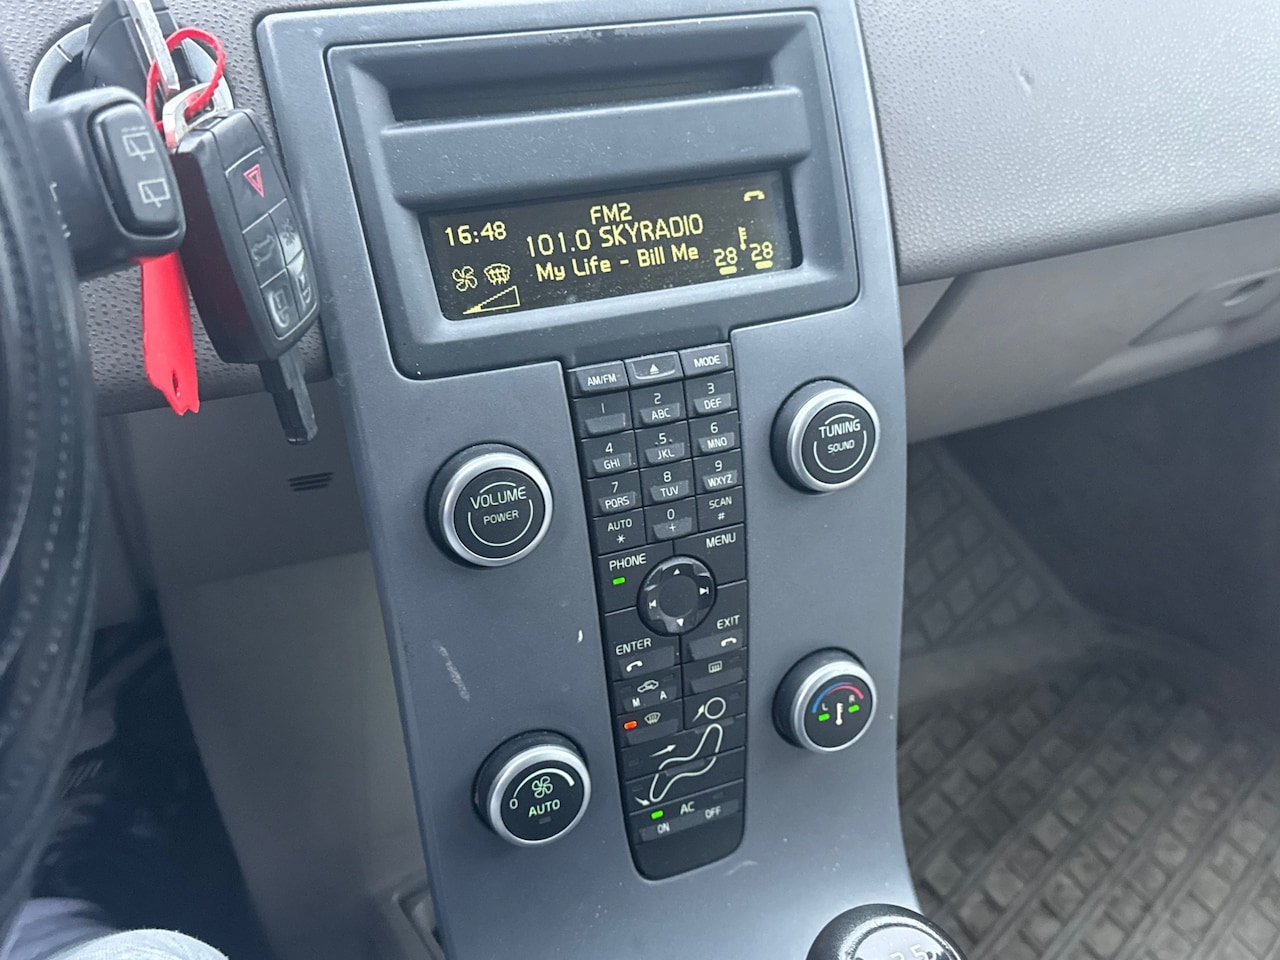 16:48
FM2
101.0 SKYRADIO
My Life - Bill Me
28 28
AM/FM
MODE
1
2 ABC
3 DEF
4 GHI
5 JKL
6 MNO
7 PQRS
8 TUV
9 WXYZ
AUTO *
0 +
SCAN #
PHONE
MENU
ENTER
EXIT
M A
AC
ON OFF
VOLUME
POWER
TUNING
SOUND
0
AUTO
L R